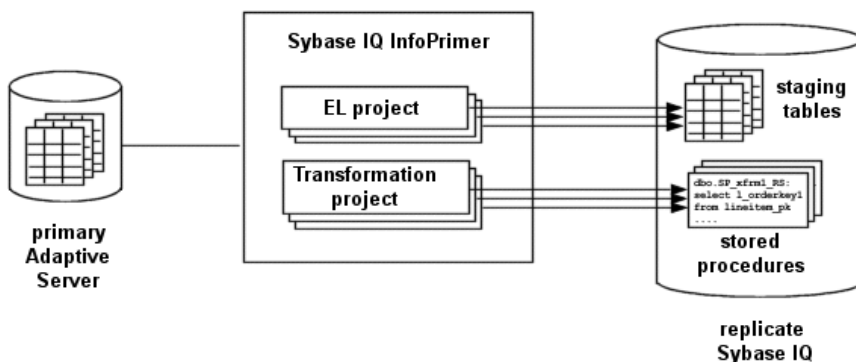 Sybase IQ InfoPrimer
EL project
Transformation
project
primary
Adaptive
Server
staging
tables
dbo.SP_xfrm1_RS:
select l_orderkey1
from lineitem_pk
....
stored
procedures
replicate
Sybase IQ